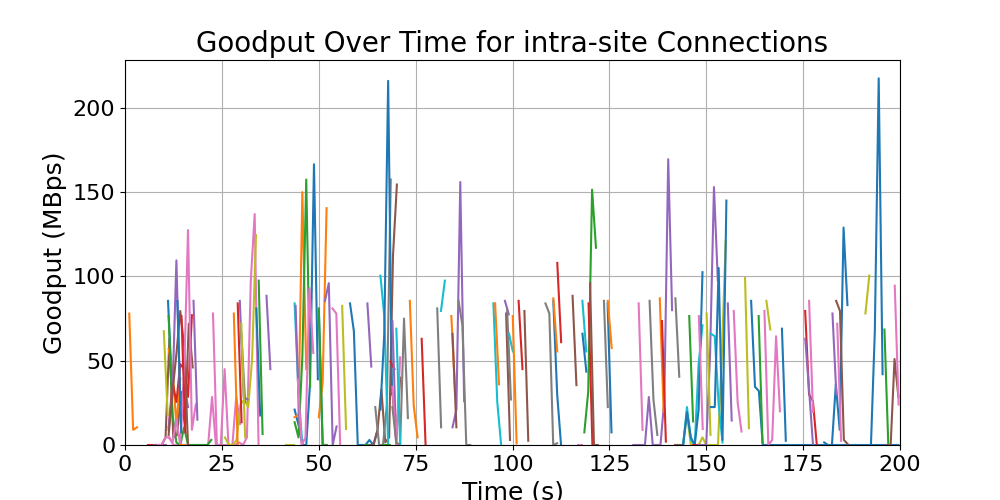 Goodput Over Time for intra-site Connections
Goodput (MBps)
200
150
100
50
0
0 25 50 75 100 125 150 175 200
Time (s)